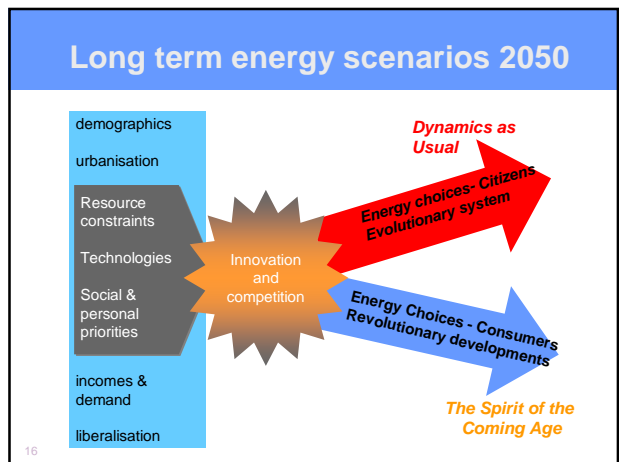 Long term energy scenarios 2050
demographics
urbanisation
Resource
constraints
Technologies
Social &
personal
priorities
incomes &
demand
liberalisation
Innovation
and
competition
Dynamics as
Usual
Energy choices- Citizens
Evolutionary system
Energy Choices - Consumers
Revolutionary developments
The Spirit of the
Coming Age
16